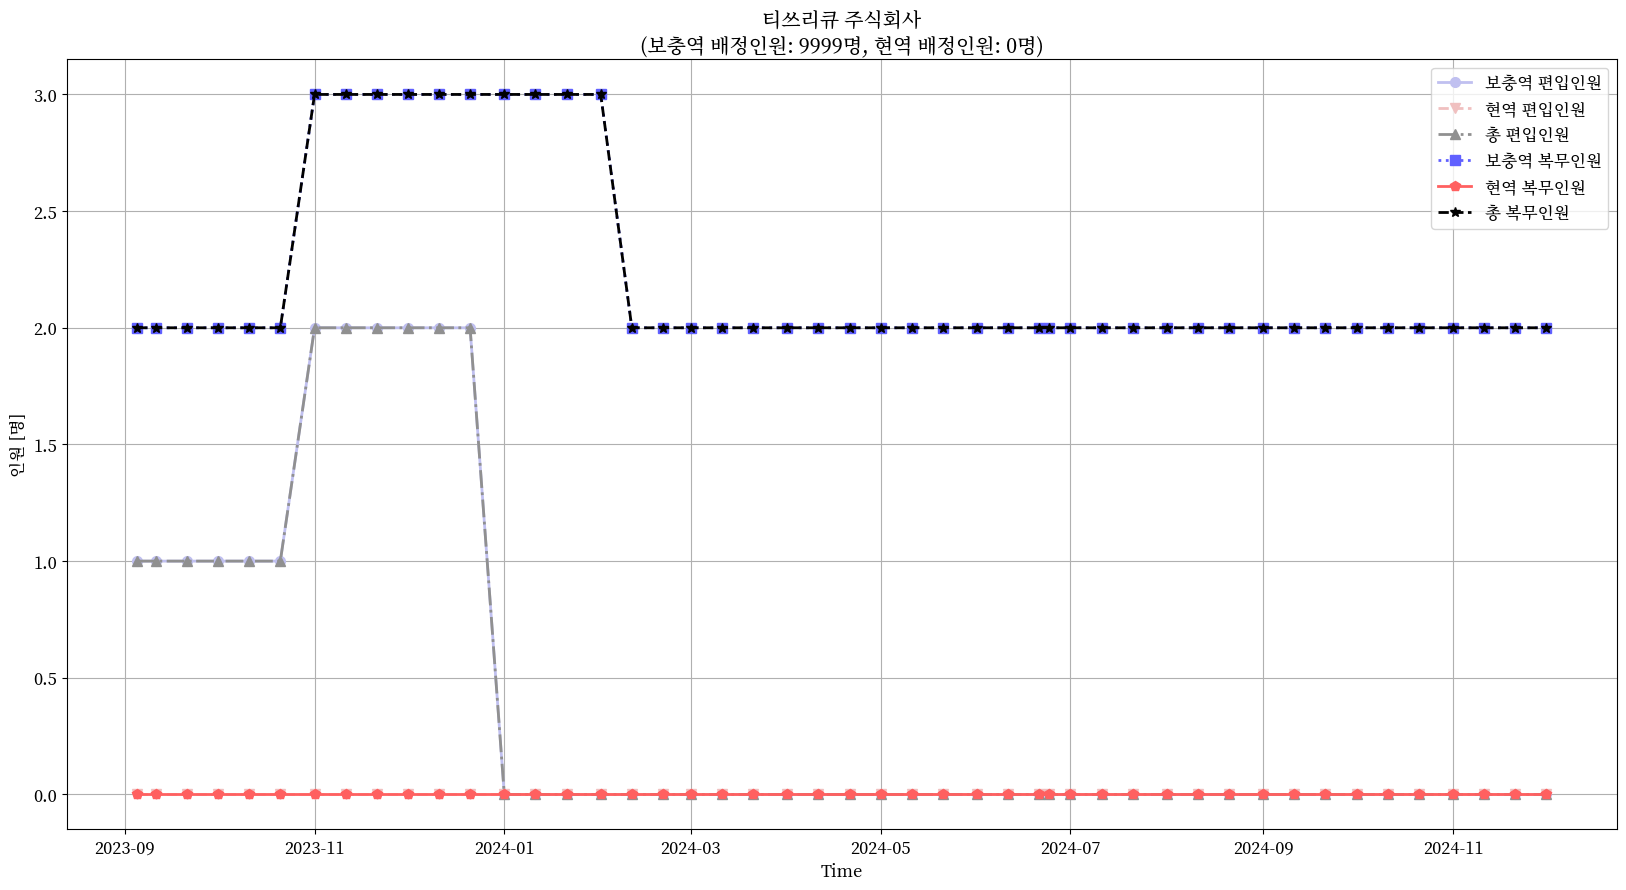 티쓰리큐 주식회사
(보충역 배정인원: 9999명, 현역 배정인원: 0명)
보충역 편입인원
현역 편입인원
총 편입인원
보충역 복무인원
현역 복무인원
총 복무인원
인원 [명]
3.0
2.5
2.0
1.5
1.0
0.5
0.0
2023-09
2023-11
2024-01
2024-03
2024-05
2024-07
2024-09
2024-11
Time